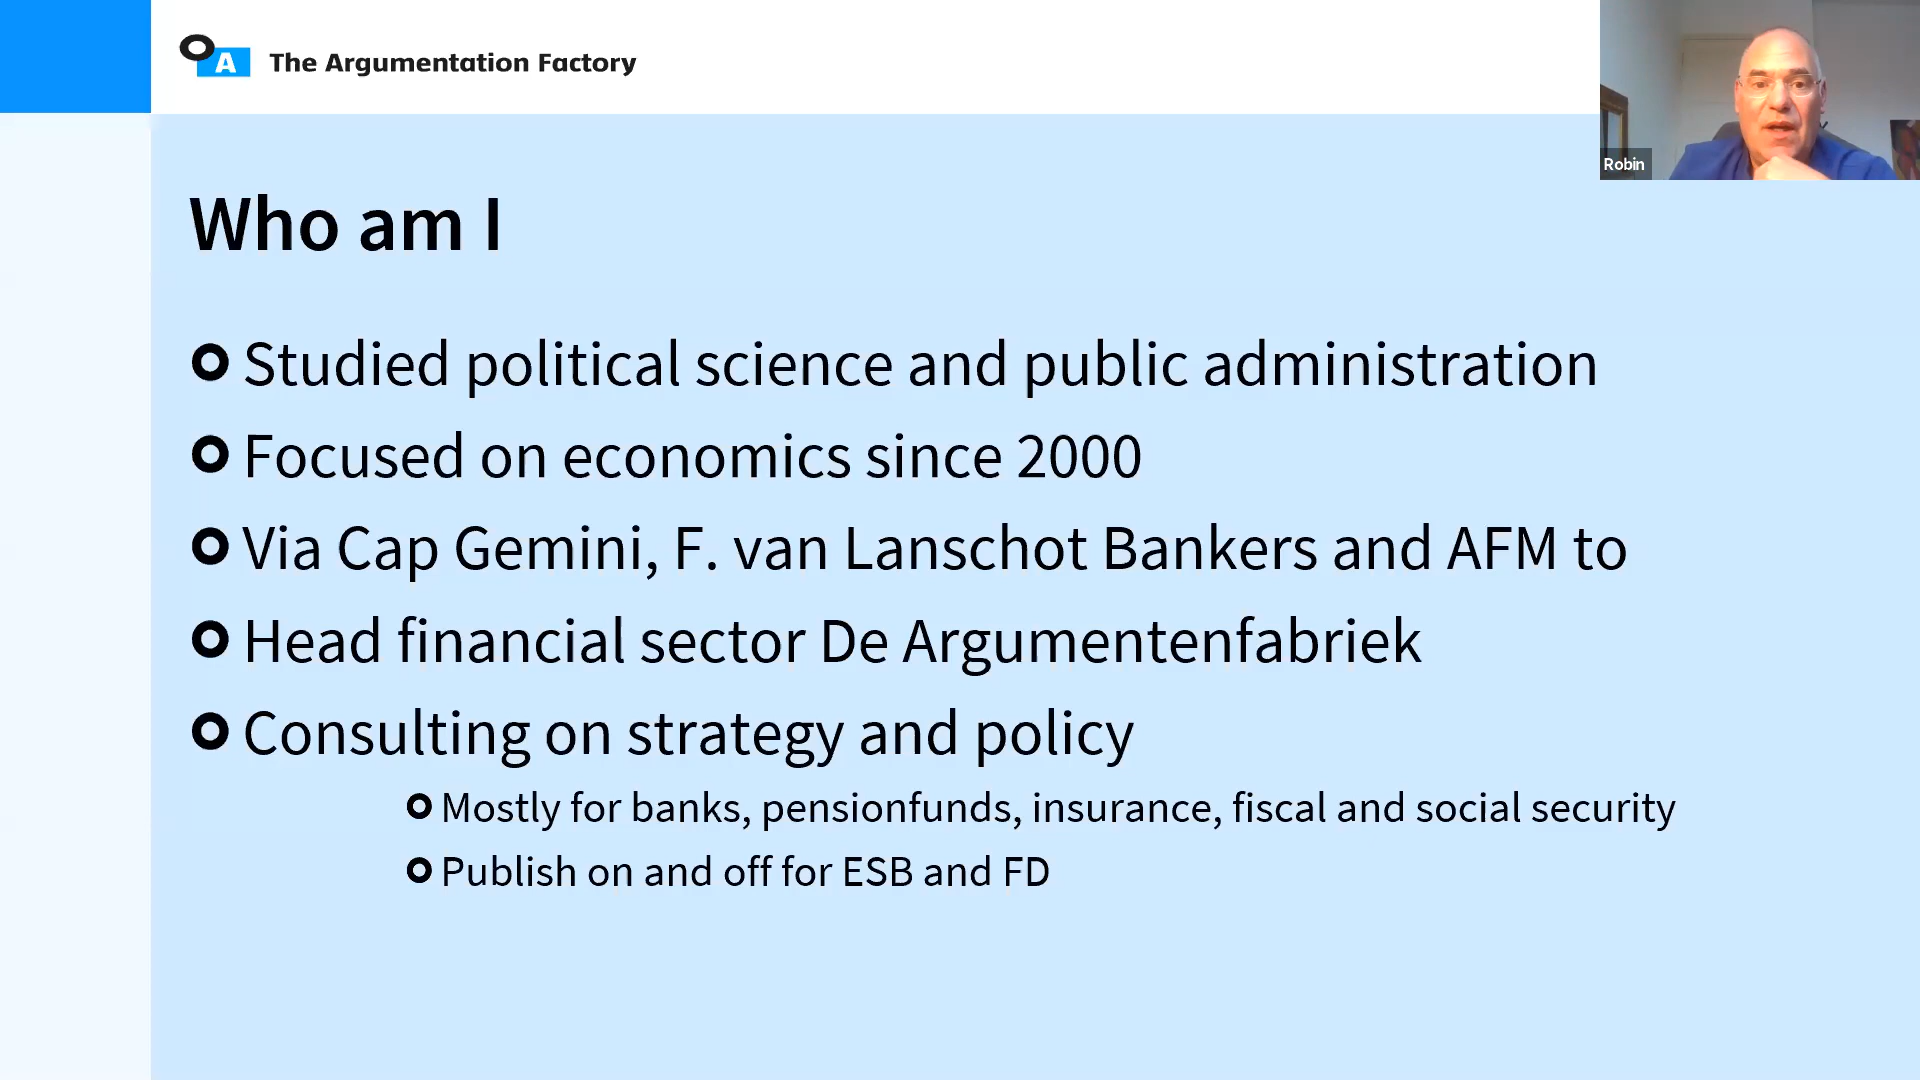 A The Argumentation Factory
Robin
Who am I
Studied political science and public administration
Focused on economics since 2000
Via Cap Gemini, F. van Lanschot Bankers and AFM to
Head financial sector De Argumentenfabriek
Consulting on strategy and policy
Mostly for banks, pensionfunds, insurance, fiscal and social security
Publish on and off for ESB and FD